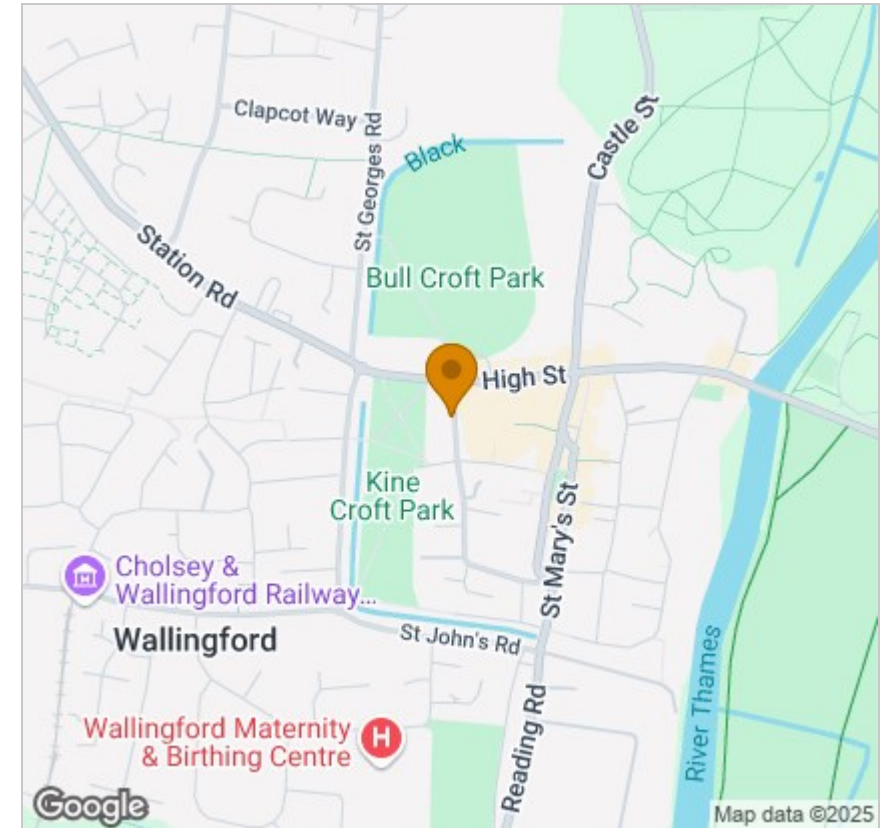 Clapcot Way
St Georges Rd
Black
Castle St
Station Rd
Bull Croft Park
High St
Kine
Croft Park
St Mary's St
Cholsey &
Wallingford Railway...
Wallingford
St John's Rd
River Thames
Wallingford Maternity
& Birthing Centre
H
Reading Rd
Google
Map data ©2025